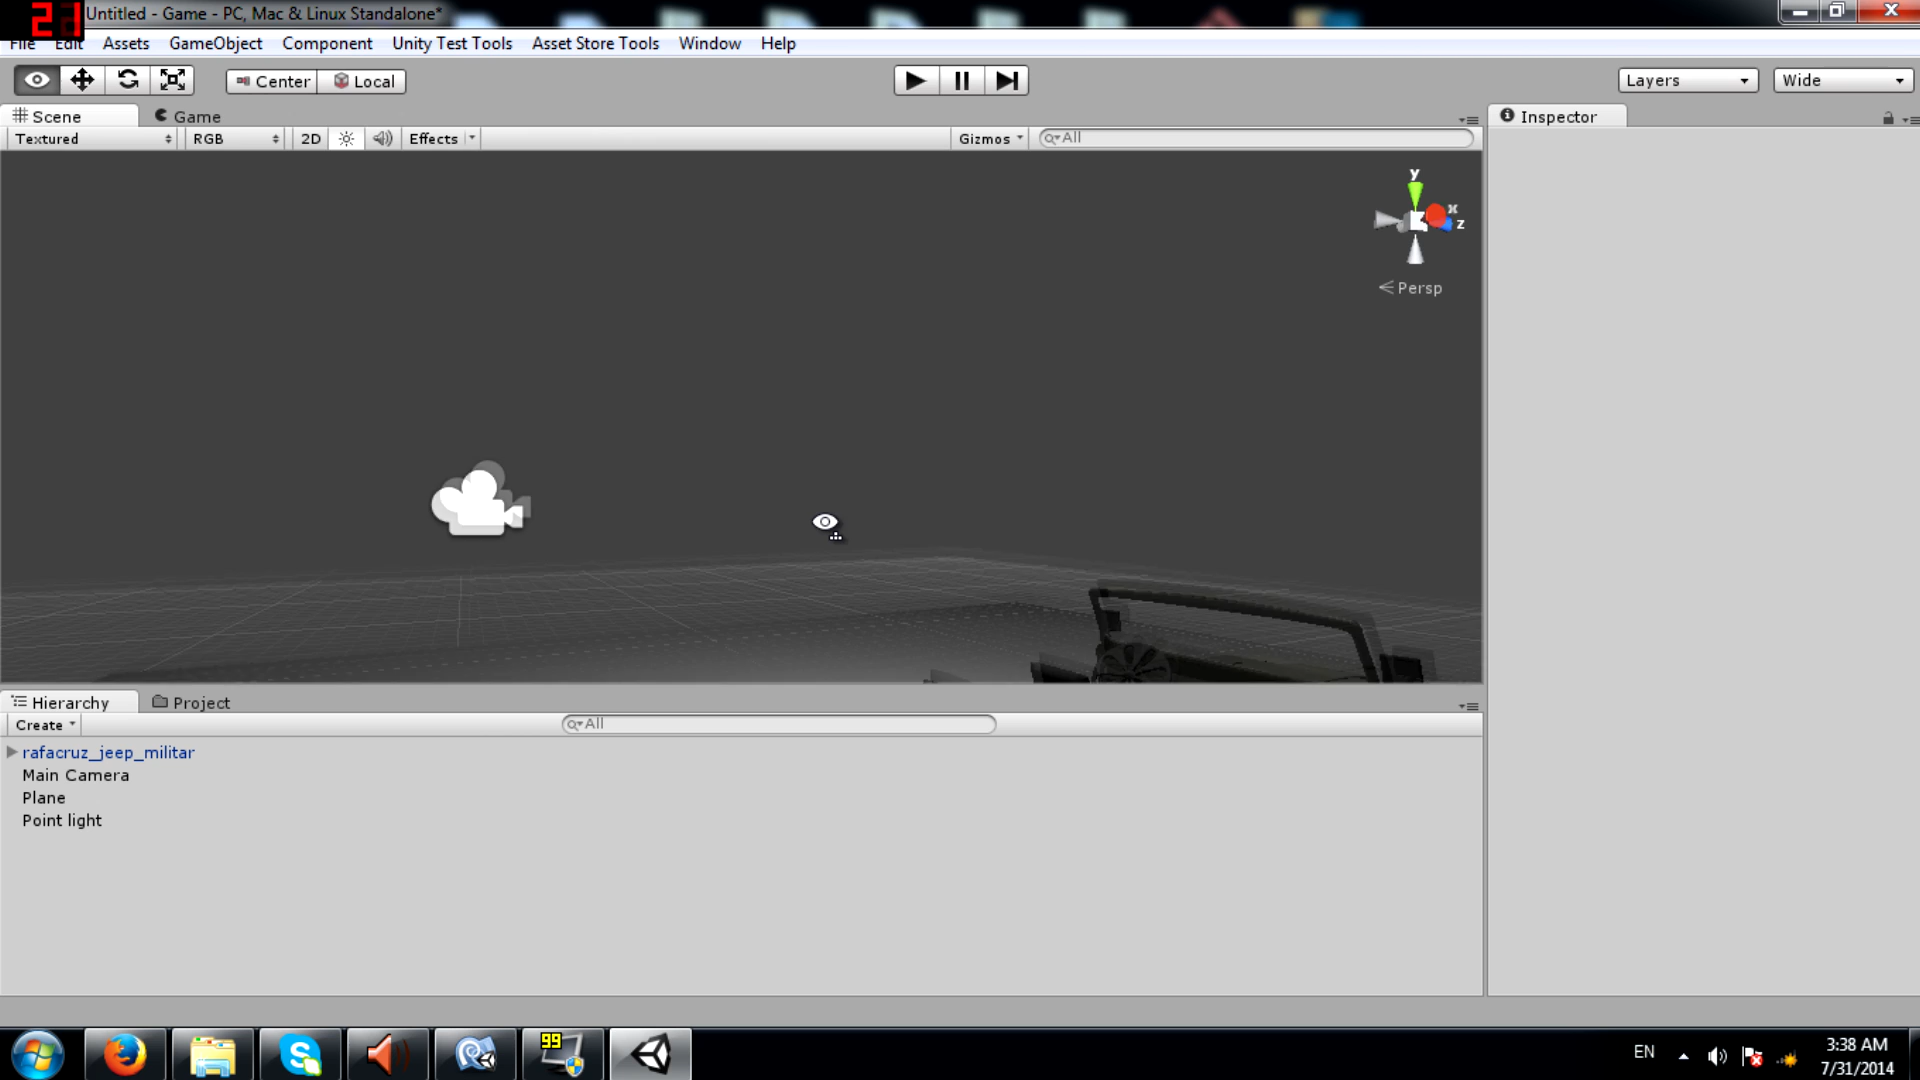 Untitled - Game - PC, Mac & Linux Standalone*
File Edit Assets GameObject Component Unity Test Tools Asset Store Tools Window Help
Center Local Layers Wide
Scene Game Inspector
Textured RGB 2D Effects Gizmos All
y
x
z
Persp
Hierarchy Project
Create All
rafacruz_jeep_militar
Main Camera
Plane
Point light
99
EN
3:38 AM
7/31/2014